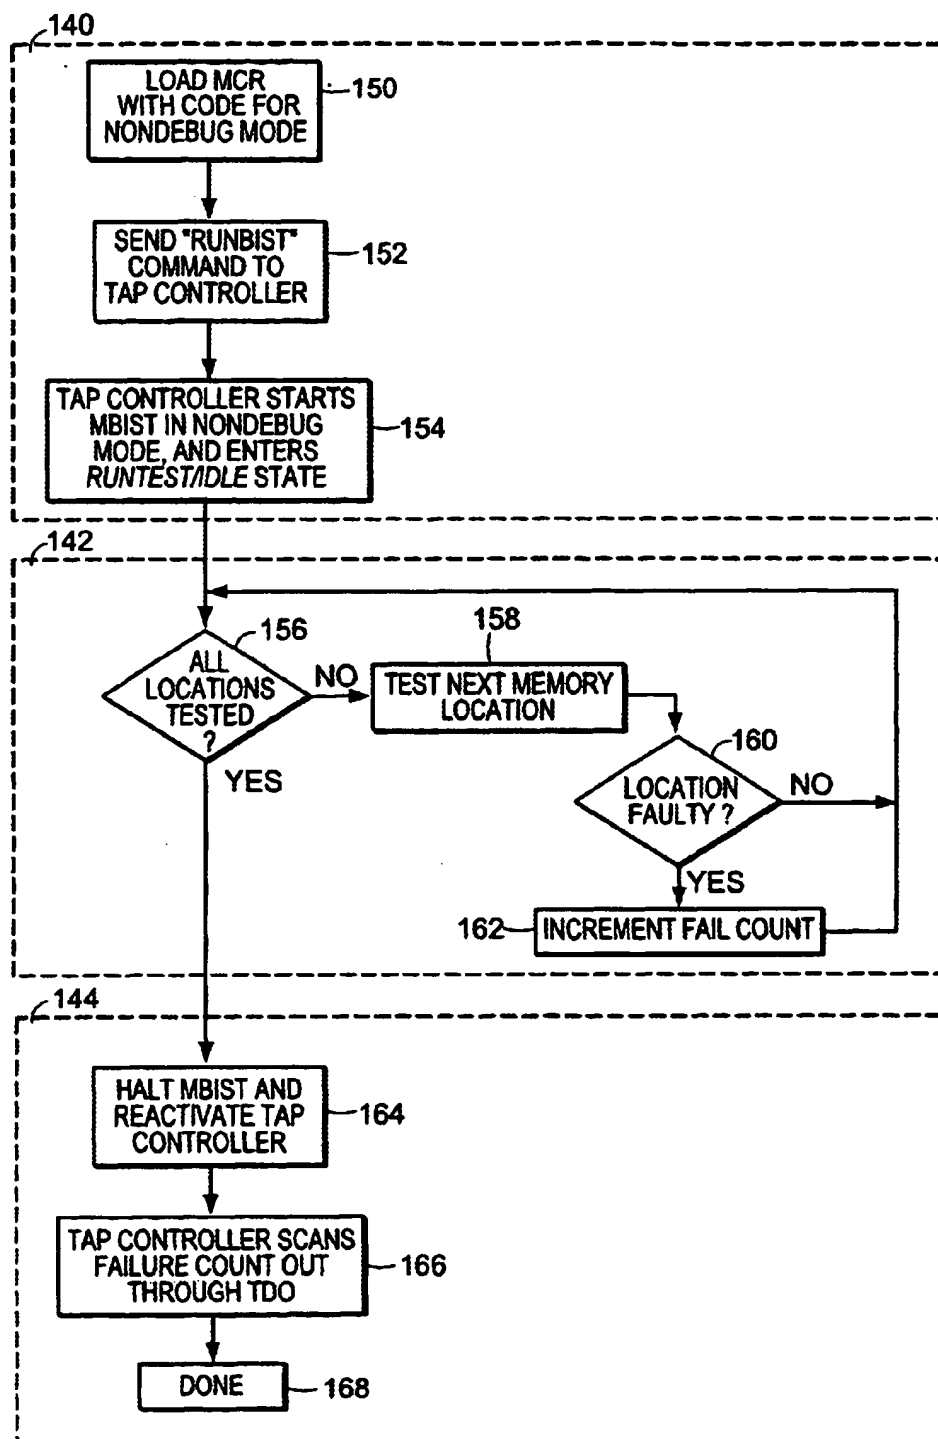 140
LOAD MCR
WITH CODE FOR
NONDEBUG MODE
150
SEND "RUNBIST"
COMMAND TO
TAP CONTROLLER
152
TAP CONTROLLER STARTS
MBIST IN NONDEBUG
MODE, AND ENTERS
RUNTEST/IDLE STATE
154
142
ALL
LOCATIONS
TESTED
?
156
NO
YES
158
TEST NEXT MEMORY
LOCATION
160
LOCATION
FAULTY ?
NO
YES
162
INCREMENT FAIL COUNT
144
HALT MBIST AND
REACTIVATE TAP
CONTROLLER
164
TAP CONTROLLER SCANS
FAILURE COUNT OUT
THROUGH TDO
166
DONE
168